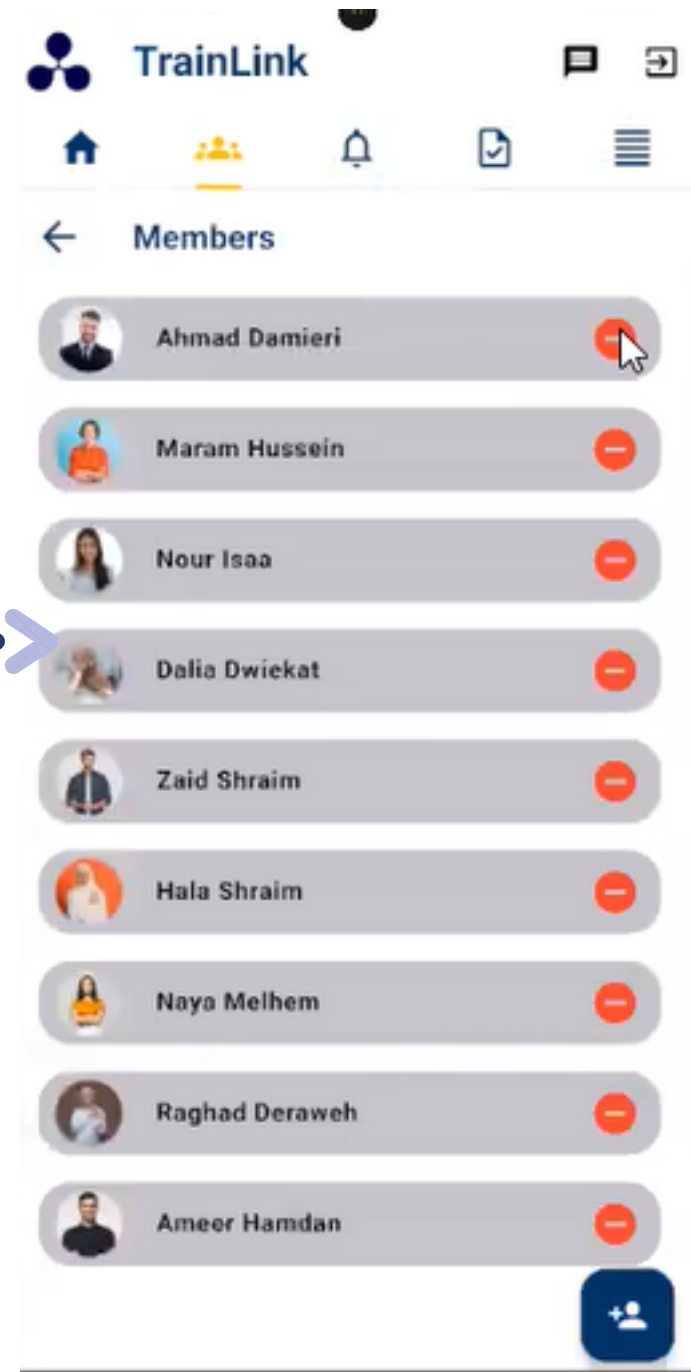 TrainLink
Members
Ahmad Damieri
Maram Hussein
Nour Isaa
Dalia Dwiekat
Zaid Shraim
Hala Shraim
Naya Melhem
Raghad Deraweh
Ameer Hamdan